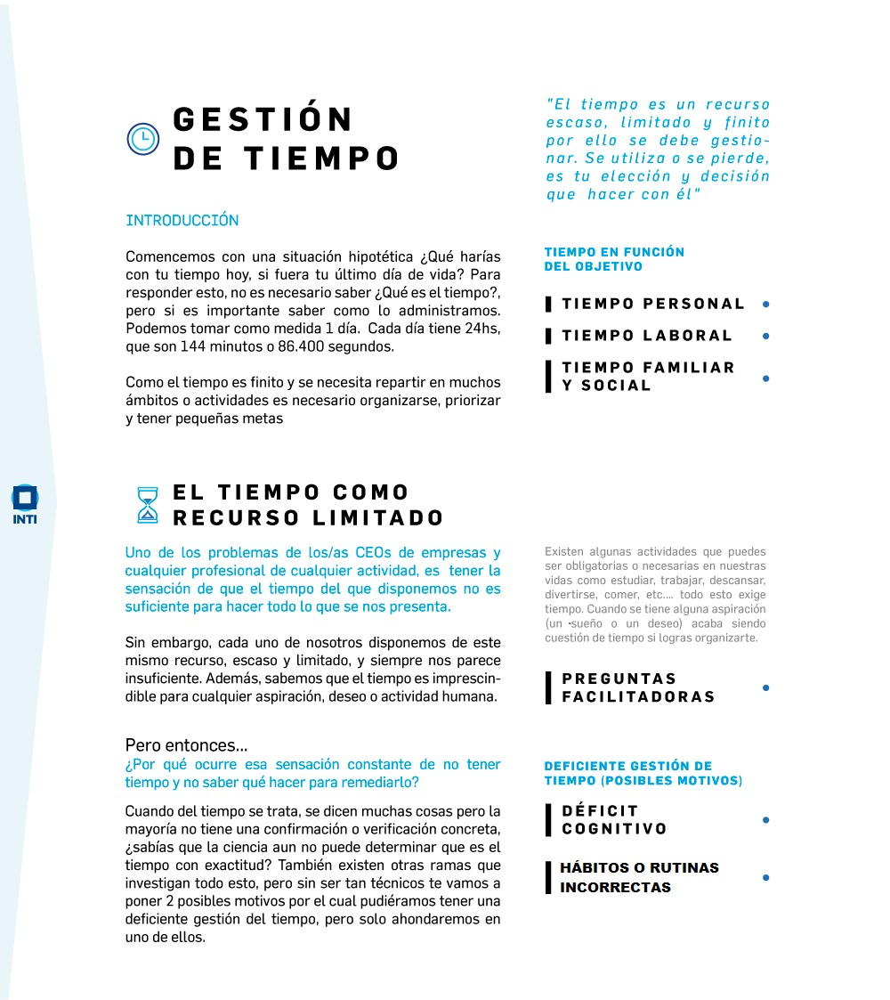 GESTIÓN
DE TIEMPO
INTRODUCCIÓN
Comencemos con una situación hipotética ¿Qué harías
con tu tiempo hoy, si fuera tu último día de vida? Para
responder esto, no es necesario saber ¿Qué es el tiempo?,
pero si es importante saber como lo administramos.
Podemos tomar como medida 1 día. Cada día tiene 24hs,
que son 144 minutos o 86.400 segundos.
Como el tiempo es finito y se necesita repartir en muchos
ámbitos o actividades es necesario organizarse, priorizar
y tener pequeñas metas
"El tiempo es un recurso
escaso, limitado y finito
por ello se debe gestio-
nar. Se utiliza o se pierde,
es tu elección y decisión
que hacer con él"
TIEMPO EN FUNCIÓN
DEL OBJETIVO
TIEMPO PERSONAL
TIEMPO LABORAL
TIEMPO FAMILIAR
Y SOCIAL
INTI
EL TIEMPO COMO
RECURSO LIMITADO
Uno de los problemas de los/as CEOs de empresas y
cualquier profesional de cualquier actividad, es tener la
sensación de que el tiempo del que disponemos no es
suficiente para hacer todo lo que se nos presenta.
Sin embargo, cada uno de nosotros disponemos de este
mismo recurso, escaso y limitado, y siempre nos parece
insuficiente. Además, sabemos que el tiempo es imprescin-
dible para cualquier aspiración, deseo o actividad humana.
Pero entonces...
¿Por qué ocurre esa sensación constante de no tener
tiempo y no saber qué hacer para remediarlo?
Cuando del tiempo se trata, se dicen muchas cosas pero la
mayoría no tiene una confirmación o verificación concreta,
¿sabías que la ciencia aun no puede determinar que es el
tiempo con exactitud? También existen otras ramas que
investigan todo esto, pero sin ser tan técnicos te vamos a
poner 2 posibles motivos por el cual pudiéramos tener una
deficiente gestión del tiempo, pero solo ahondaremos en
uno de ellos.
Existen algunas actividades que puedes
ser obligatorias o necesarias en nuestras
vidas como estudiar, trabajar, descansar,
divertirse, comer, etc.... todo esto exige
tiempo. Cuando se tiene alguna aspiración
(un sueño o un deseo) acaba siendo
cuestión de tiempo si logras organizarte.
PREGUNTAS
FACILITADORAS
DEFICIENTE GESTIÓN DE
TIEMPO (POSIBLES MOTIVOS)
DÉFICIT
COGNITIVO
HÁBITOS O RUTINAS
INCORRECTAS